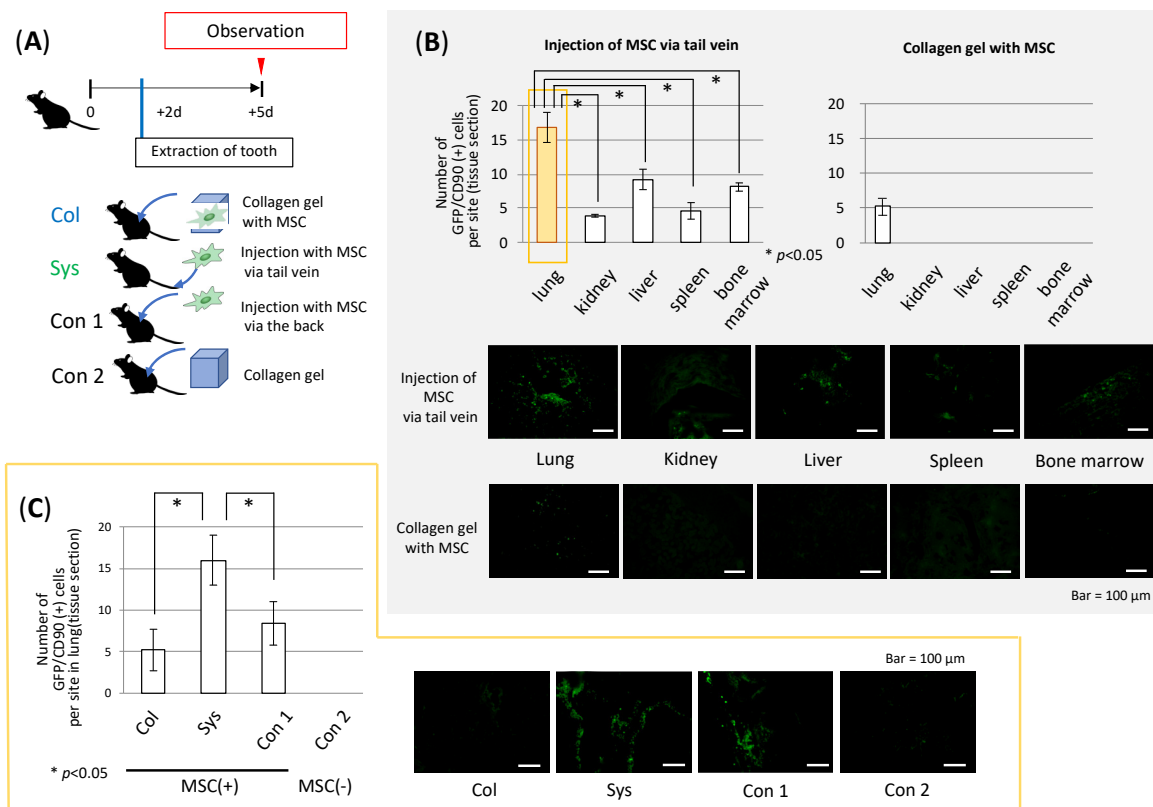 (A)
Observation
0
+2d
+5d
Extraction of tooth
Col
Collagen gel
with MSC
Sys
Injection with MSC
via tail vein
Con 1
Injection with MSC
via the back
Con 2
Collagen gel
(B)
Injection of MSC via tail vein
Number of
GFP/CD90 (+) cells
per site (tissue section)
20
15
10
5
0
*
*
*
*
lung
kidney
liver
spleen
bone
marrow
* p<0.05
Collagen gel with MSC
20
15
10
5
0
lung
kidney
liver
spleen
bone
marrow
Injection of
MSC
via tail vein
Lung
Kidney
Liver
Spleen
Bone marrow
Collagen gel
with MSC
Bar = 100 μm
(C)
Number of
GFP/CD90 (+) cells
per site in lung(tissue section)
20
15
10
5
0
*
*
Col
Sys
Con 1
Con 2
* p<0.05
MSC(+)
MSC(-)
Bar = 100 μm
Col
Sys
Con 1
Con 2